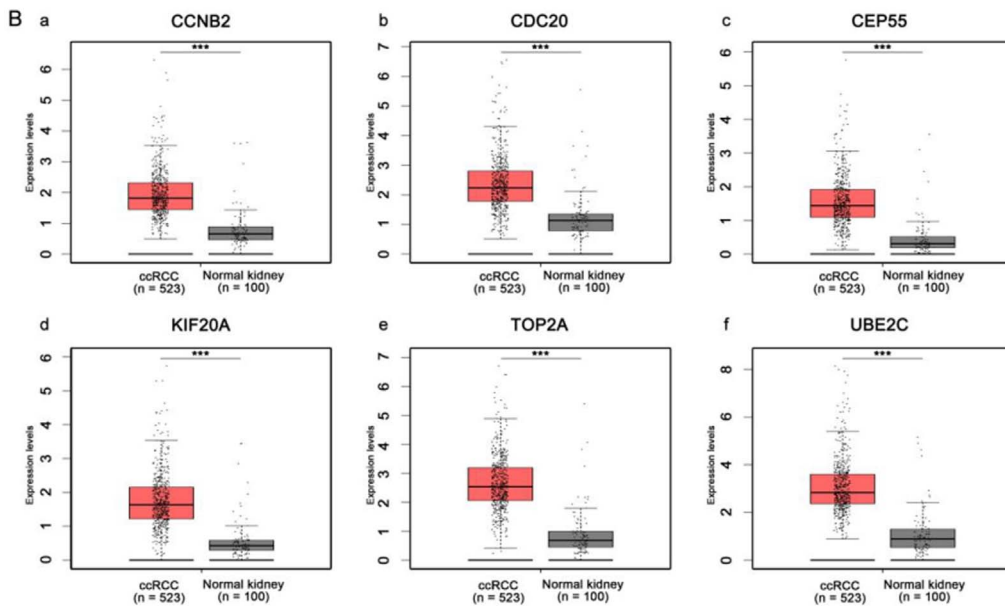 B
a CCNB2
***
Expression levels
6
5
4
3
2
1
0
ccRCC Normal kidney
(n = 523) (n = 100)
b CDC20
***
Expression levels
7
6
5
4
3
2
1
0
ccRCC Normal kidney
(n = 523) (n = 100)
c CEP55
***
Expression levels
6
5
4
3
2
1
0
ccRCC Normal kidney
(n = 523) (n = 100)
d KIF20A
***
Expression levels
6
5
4
3
2
1
0
ccRCC Normal kidney
(n = 523) (n = 100)
e TOP2A
***
Expression levels
7
6
5
4
3
2
1
0
ccRCC Normal kidney
(n = 523) (n = 100)
f UBE2C
***
Expression levels
8
6
4
2
0
ccRCC Normal kidney
(n = 523) (n = 100)